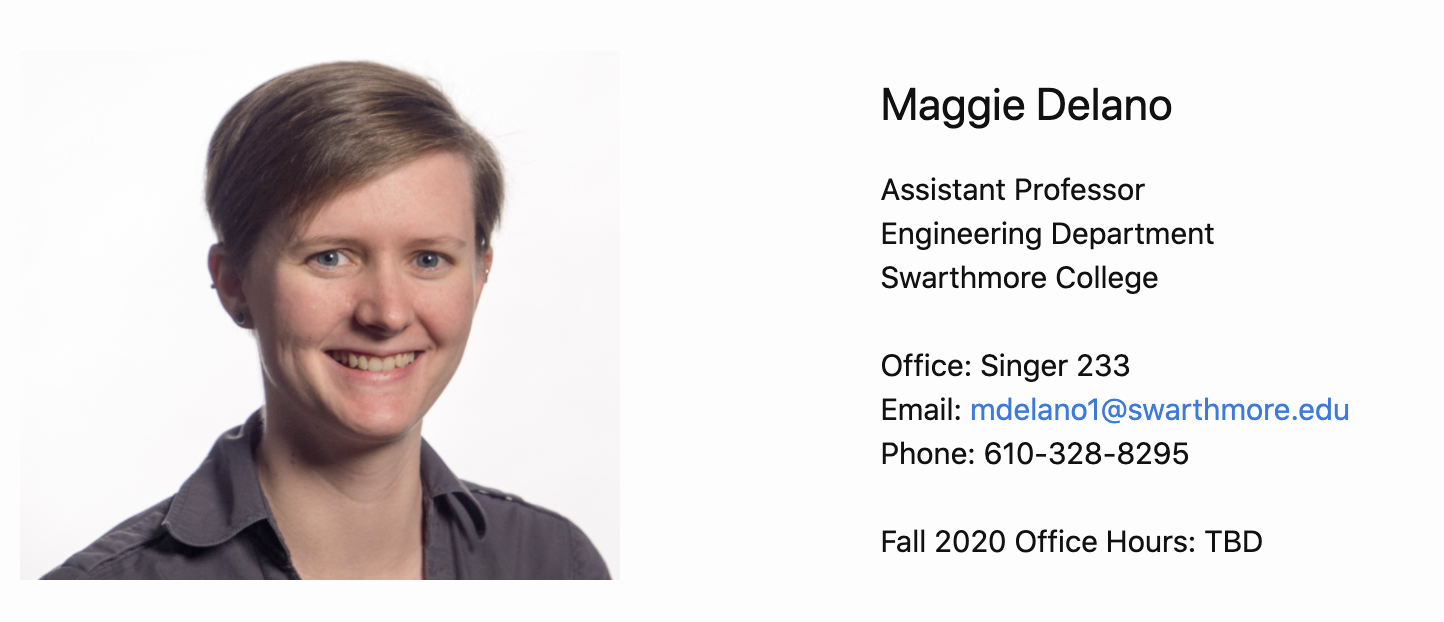 Maggie Delano
Assistant Professor
Engineering Department
Swarthmore College
Office: Singer 233
Email: mdelano1@swarthmore.edu
Phone: 610-328-8295
Fall 2020 Office Hours: TBD